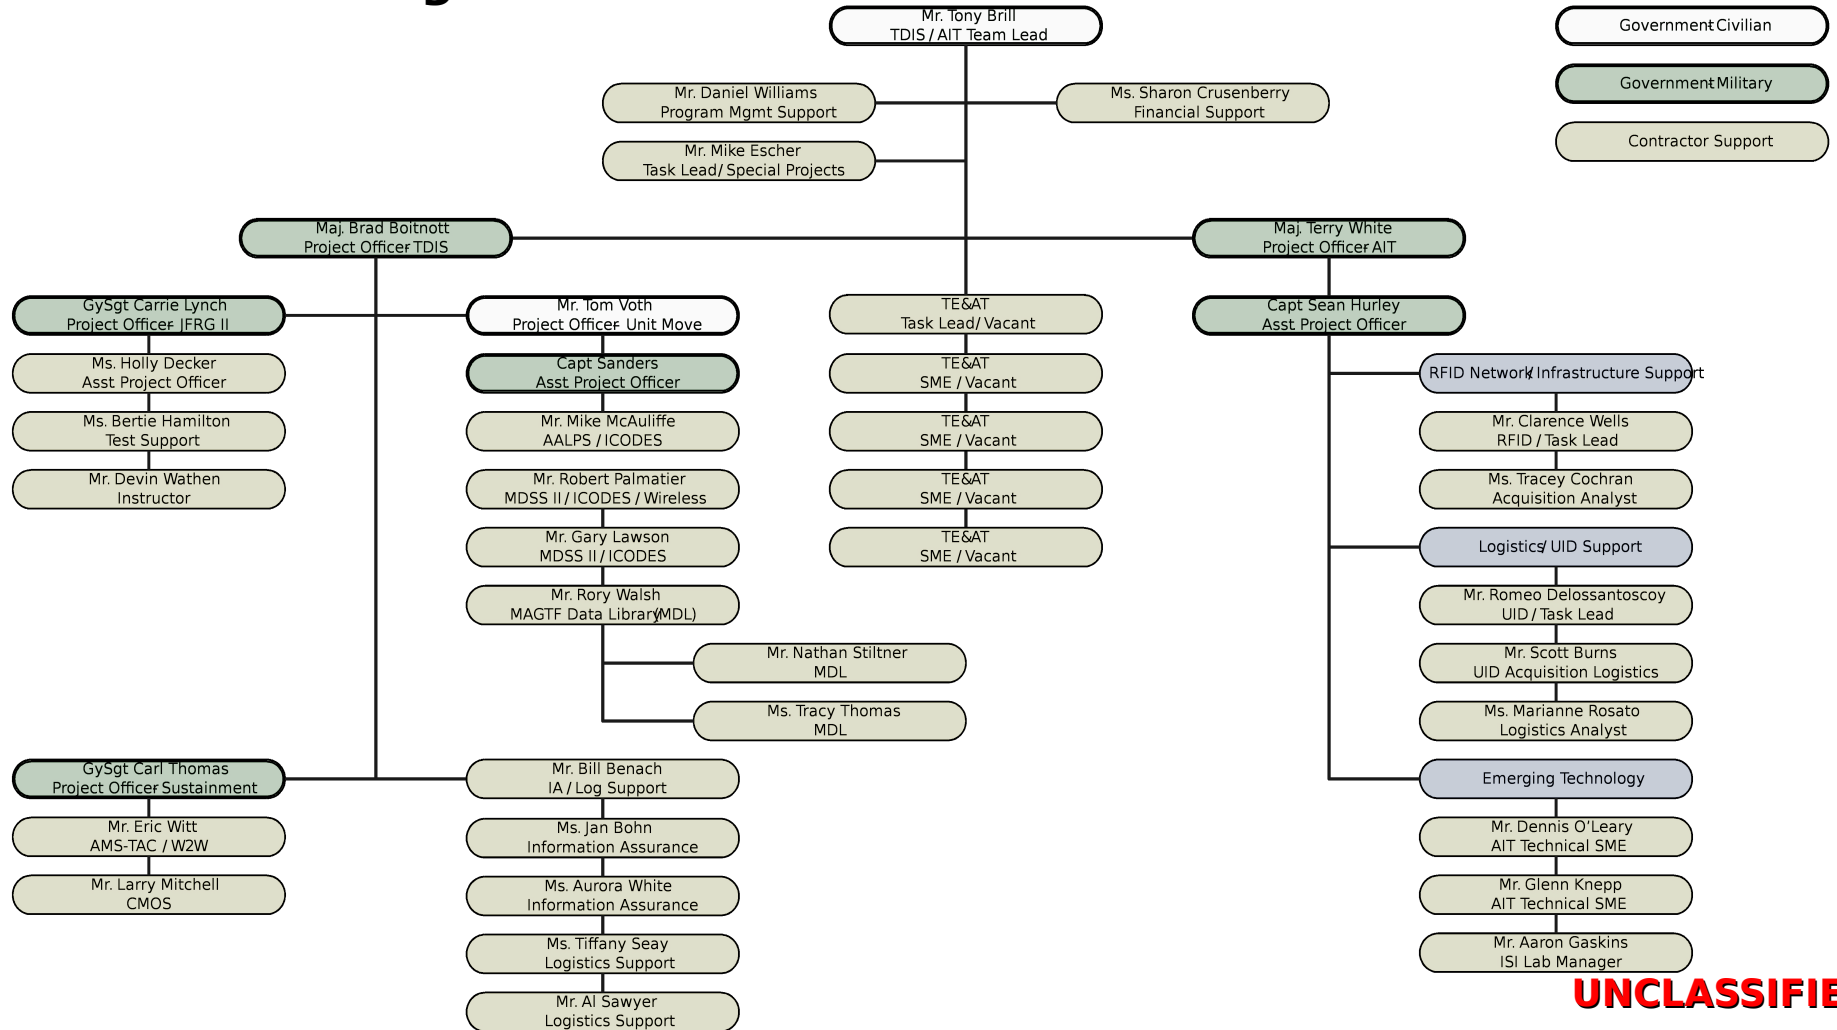 Mr. Tony Brill
TDIS / AIT Team Lead
Government-Civilian
Government-Military
Contractor Support
Mr. Daniel Williams
Program Mgmt Support
Ms. Sharon Crusenberry
Financial Support
Mr. Mike Escher
Task Lead/ Special Projects
Maj. Brad Boitnott
Project Officer- TDIS
Maj. Terry White
Project Officer- AIT
GySgt Carrie Lynch
Project Officer- JFRG II
Ms. Holly Decker
Asst Project Officer
Ms. Bertie Hamilton
Test Support
Mr. Devin Wathen
Instructor
Mr. Tom Voth
Project Officer- Unit Move
Capt Sanders
Asst Project Officer
Mr. Mike McAuliffe
AALPS / ICODES
Mr. Robert Palmatier
MDSS II / ICODES / Wireless
Mr. Gary Lawson
MDSS II / ICODES
Mr. Rory Walsh
MAGTF Data Library (MDL)
Mr. Nathan Stiltner
MDL
Ms. Tracy Thomas
MDL
TE&AT
Task Lead/ Vacant
TE&AT
SME / Vacant
TE&AT
SME / Vacant
TE&AT
SME / Vacant
TE&AT
SME / Vacant
Capt Sean Hurley
Asst Project Officer
RFID Network/ Infrastructure Support
Mr. Clarence Wells
RFID / Task Lead
Ms. Tracey Cochran
Acquisition Analyst
Logistics/ UID Support
Mr. Romeo Delossantoscoy
UID / Task Lead
Mr. Scott Burns
UID Acquisition Logistics
Ms. Marianne Rosato
Logistics Analyst
Emerging Technology
Mr. Dennis O’Leary
AIT Technical SME
Mr. Glenn Knepp
AIT Technical SME
Mr. Aaron Gaskins
ISI Lab Manager
GySgt Carl Thomas
Project Officer- Sustainment
Mr. Eric Witt
AMS-TAC / W2W
Mr. Larry Mitchell
CMOS
Mr. Bill Benach
IA / Log Support
Ms. Jan Bohn
Information Assurance
Ms. Aurora White
Information Assurance
Ms. Tiffany Seay
Logistics Support
Mr. Al Sawyer
Logistics Support
UNCLASSIFIE